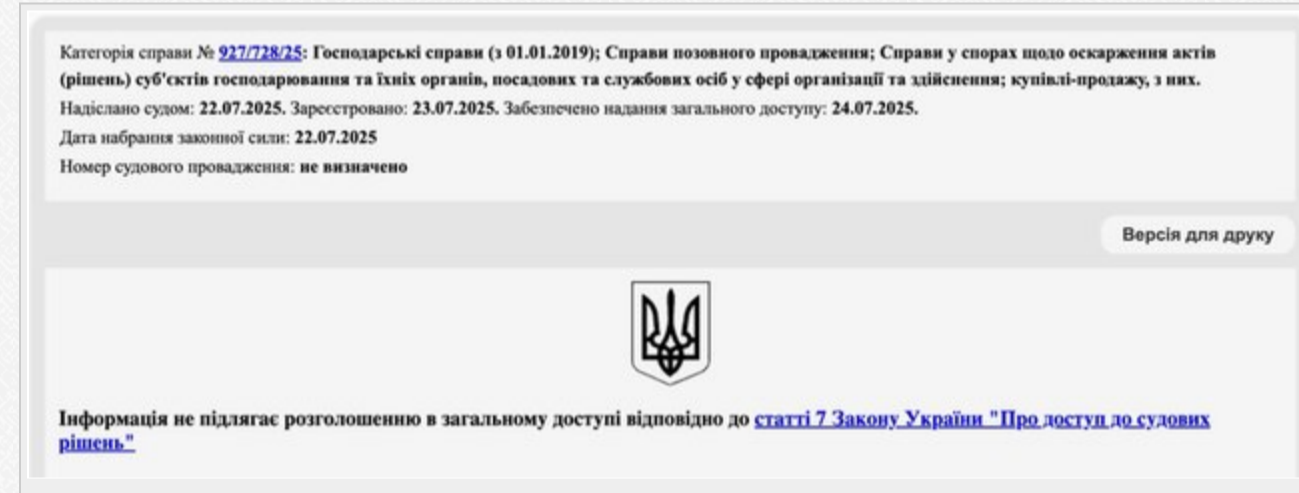 Категорія справи № 927/728/25: Господарські справи (з 01.01.2019); Справи позовного провадження; Справи у спорах щодо оскарження актів
(рішень) суб'єктів господарювання та їхніх органів, посадових та службових осіб у сфері організації та здійснення; купівлі-продажу, з них.
Надіслано судом: 22.07.2025. Зареєстровано: 23.07.2025. Забезпечено надання загального доступу: 24.07.2025.
Дата набрання законної сили: 22.07.2025
Номер судового провадження: не визначено
Версія для друку
Інформація не підлягає розголошенню в загальному доступі відповідно до статті 7 Закону України "Про доступ до судових
рішень"